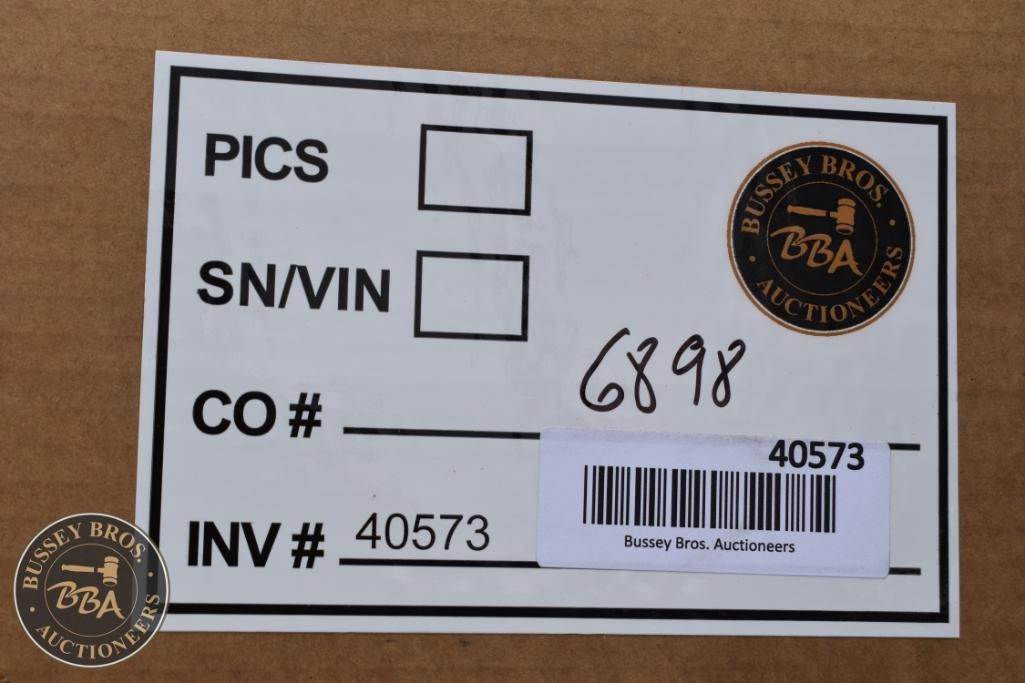 PICS
BUSSEY BROS.
BBA
AUCTIONEERS
SN/VIN
CO # 6898
40573
INV # 40573
Bussey Bros. Auctioneers
BUSSEY BROS.
BBA
AUCTIONEERS